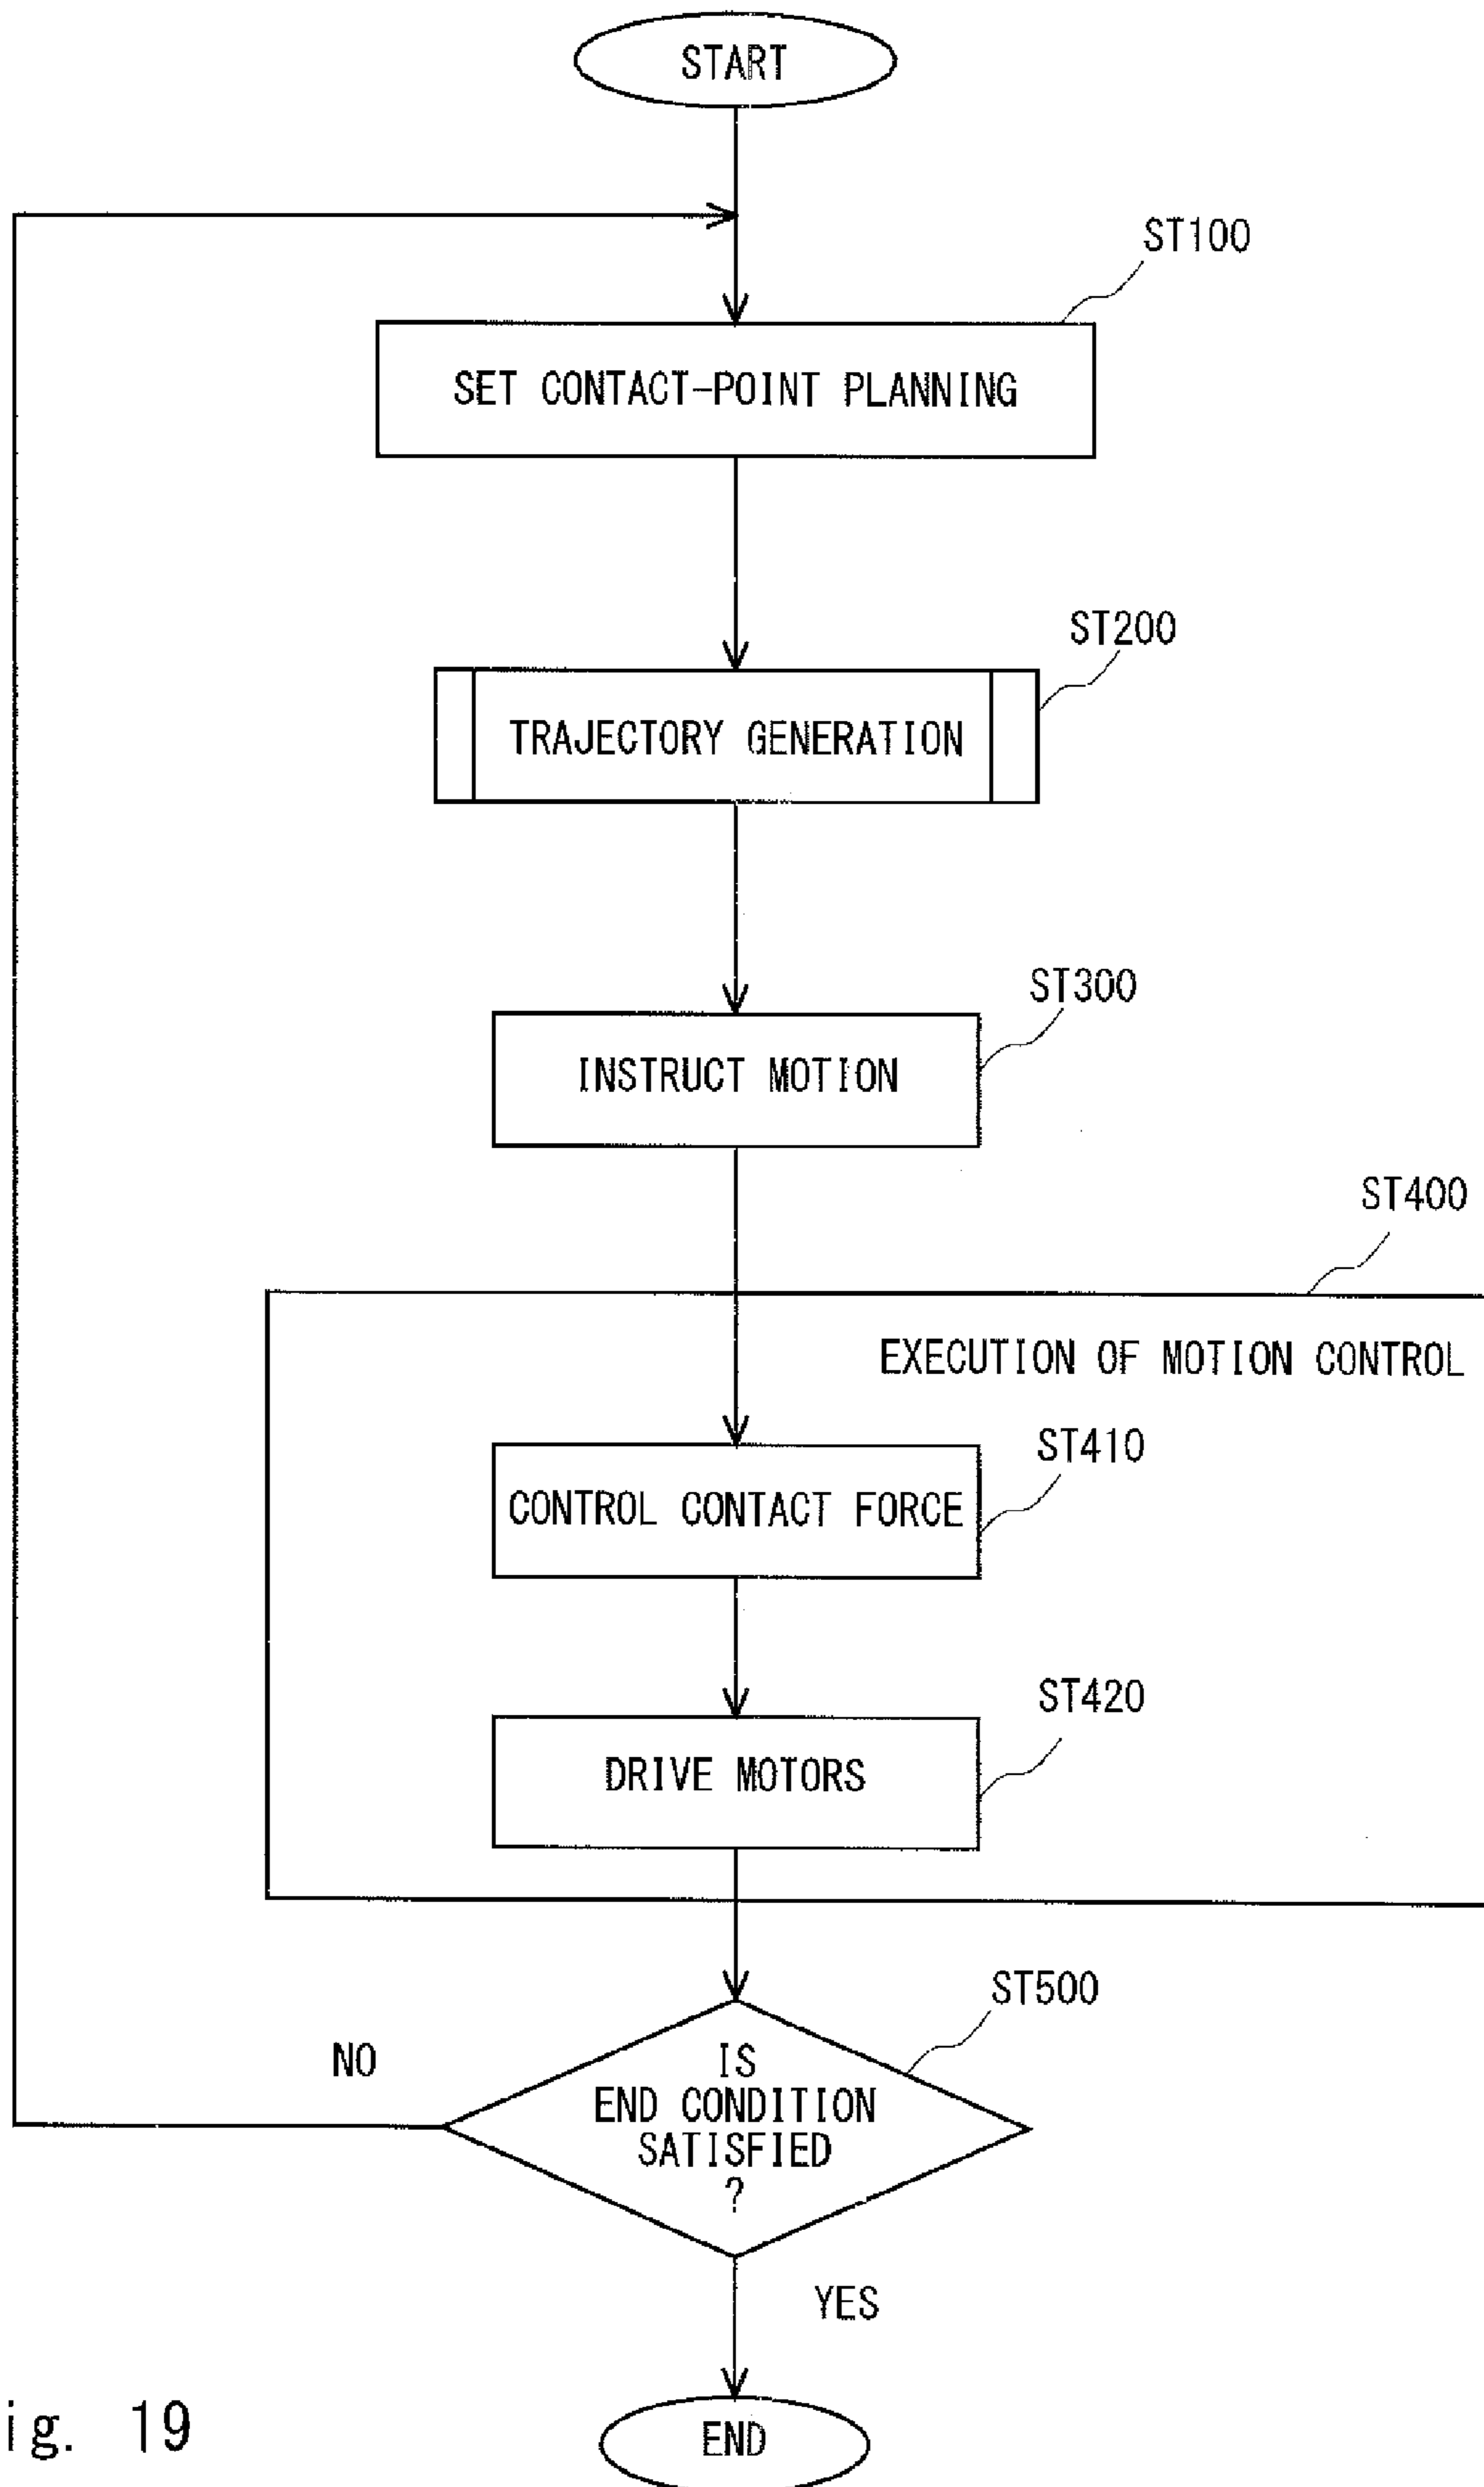 START
ST100
SET CONTACT-POINT PLANNING
ST200
TRAJECTORY GENERATION
ST300
INSTRUCT MOTION
ST400
EXECUTION OF MOTION CONTROL
ST410
CONTROL CONTACT FORCE
ST420
DRIVE MOTORS
ST500
NO
IS
END CONDITION
SATISFIED
?
YES
END
ig. 19